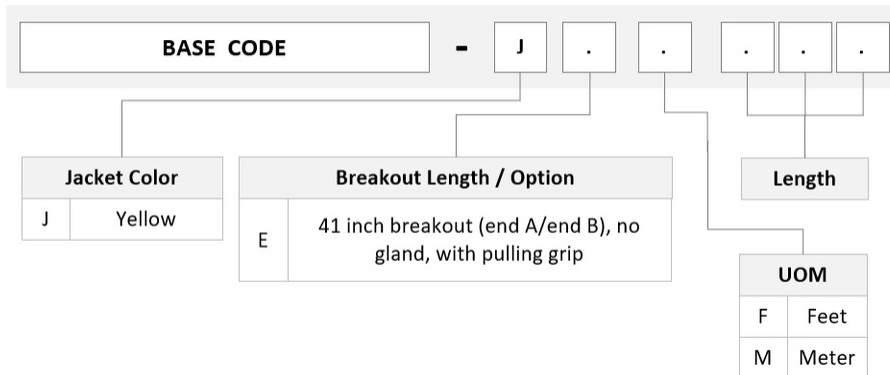 BASE CODE - J . . . . .
Jacket Color
J Yellow
Breakout Length / Option
E 41 inch breakout (end A/end B), no
gland, with pulling grip
Length
UOM
F Feet
M Meter